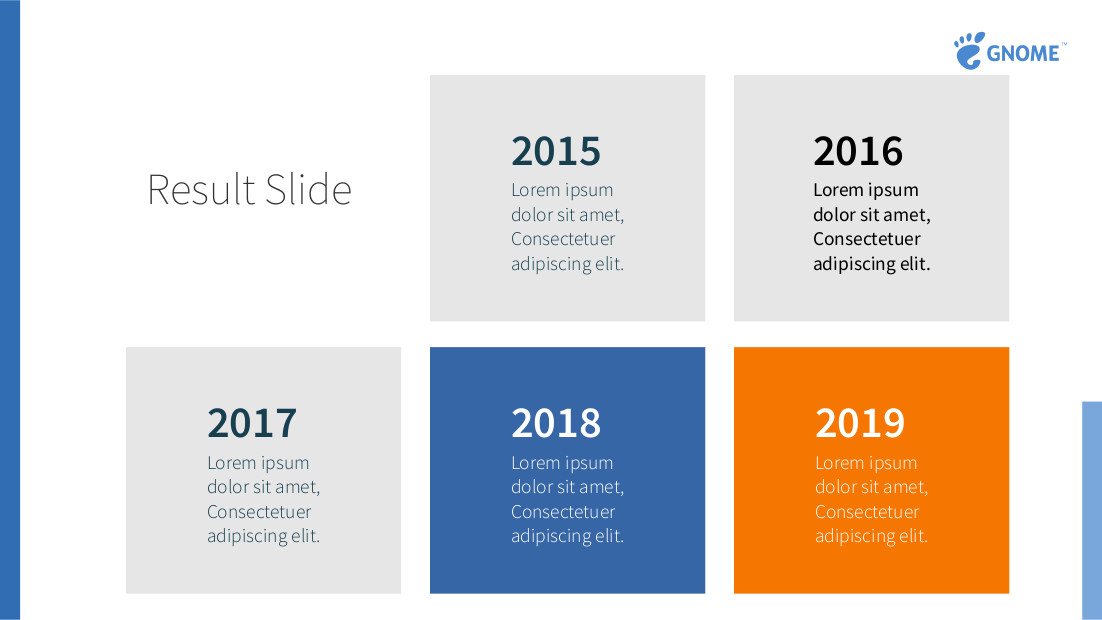 GNOME™
Result Slide
2015
Lorem ipsum
dolor sit amet,
Consectetuer
adipiscing elit.
2016
Lorem ipsum
dolor sit amet,
Consectetuer
adipiscing elit.
2017
Lorem ipsum
dolor sit amet,
Consectetuer
adipiscing elit.
2018
Lorem ipsum
dolor sit amet,
Consectetuer
adipiscing elit.
2019
Lorem ipsum
dolor sit amet,
Consectetuer
adipiscing elit.